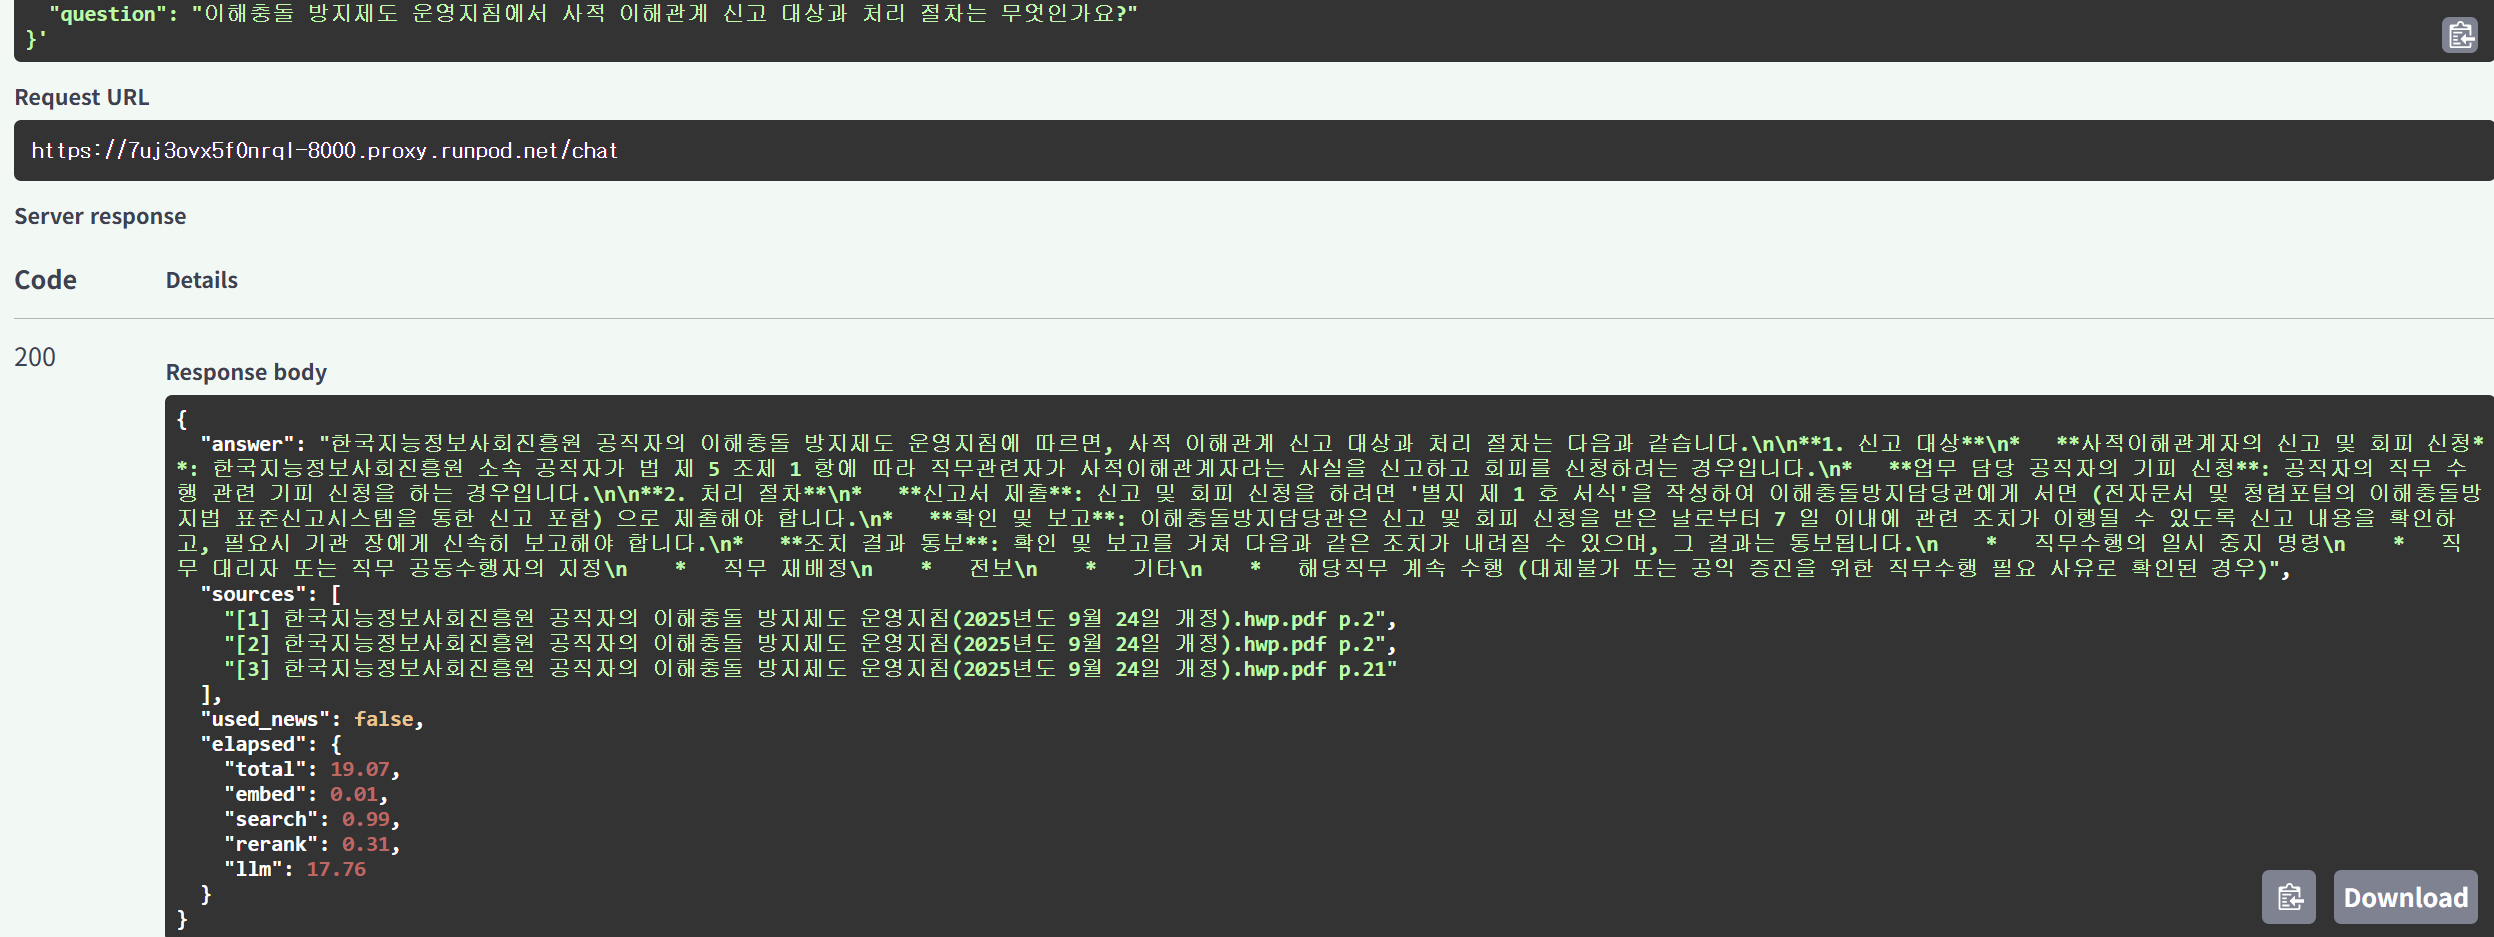 "question": "이해충돌 방지제도 운영지침에서 사적 이해관계 신고 대상과 처리 절차는 무엇인가요?"
}'
Request URL
https://7uj3ovx5f0nrql-8000.proxy.runpod.net/chat
Server response
Code Details
200
Response body
{
"answer": "한국지능정보사회진흥원 공직자의 이해충돌 방지제도 운영지침에 따르면, 사적 이해관계 신고 대상과 처리 절차는 다음과 같습니다.\n\n**1. 신고 대상**\n*   **사적이해관계자의 신고 및 회피 신청*
*: 한국지능정보사회진흥원 소속 공직자가 법 제 5 조제 1 항에 따라 직무관련자가 사적이해관계자라는 사실을 신고하고 회피를 신청하려는 경우입니다.\n*   **업무 담당 공직자의 기피 신청**: 공직자의 직무 수
행 관련 기피 신청을 하는 경우입니다.\n\n**2. 처리 절차**\n*   **신고서 제출**: 신고 및 회피 신청을 하려면 '별지 제 1 호 서식'을 작성하여 이해충돌방지담당관에게 서면 (전자문서 및 청렴포털의 이해충돌방
지법 표준신고시스템을 통한 신고 포함) 으로 제출해야 합니다.\n*   **확인 및 보고**: 이해충돌방지담당관은 신고 및 회피 신청을 받은 날로부터 7 일 이내에 관련 조치가 이행될 수 있도록 신고 내용을 확인하
고, 필요시 기관 장에게 신속히 보고해야 합니다.\n*   **조치 결과 통보**: 확인 및 보고를 거쳐 다음과 같은 조치가 내려질 수 있으며, 그 결과는 통보됩니다.\n    *   직무수행의 일시 중지 명령\n    *   직
무 대리자 또는 직무 공동수행자의 지정\n    *   직무 재배정\n    *   전보\n    *   기타\n    *   해당직무 계속 수행 (대체불가 또는 공익 증진을 위한 직무수행 필요 사유로 확인된 경우)",
"sources": [
"[1] 한국지능정보사회진흥원 공직자의 이해충돌 방지제도 운영지침(2025년도 9월 24일 개정).hwp.pdf p.2",
"[2] 한국지능정보사회진흥원 공직자의 이해충돌 방지제도 운영지침(2025년도 9월 24일 개정).hwp.pdf p.2",
"[3] 한국지능정보사회진흥원 공직자의 이해충돌 방지제도 운영지침(2025년도 9월 24일 개정).hwp.pdf p.21"
],
"used_news": false,
"elapsed": {
"total": 19.07,
"embed": 0.01,
"search": 0.99,
"rerank": 0.31,
"llm": 17.76
}
}
Download